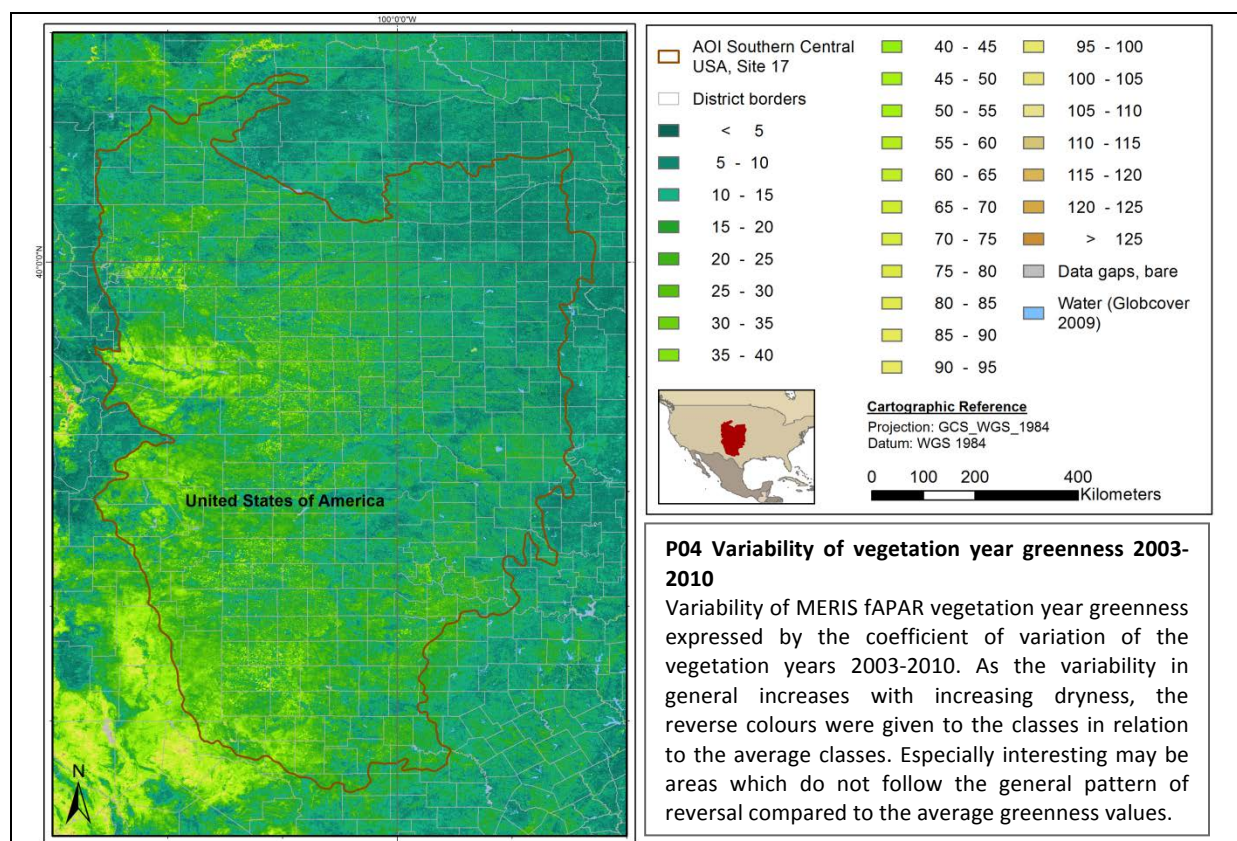 100°0'0"W
40°0'0"N
United States of America
N
AOI Southern Central
USA, Site 17
District borders
< 5
5 - 10
10 - 15
15 - 20
20 - 25
25 - 30
30 - 35
35 - 40
40 - 45
45 - 50
50 - 55
55 - 60
60 - 65
65 - 70
70 - 75
75 - 80
80 - 85
85 - 90
90 - 95
95 - 100
100 - 105
105 - 110
110 - 115
115 - 120
120 - 125
> 125
Data gaps, bare
Water (Globcover
2009)
Cartographic Reference
Projection: GCS_WGS_1984
Datum: WGS 1984
0 100 200 400
Kilometers
P04 Variability of vegetation year greenness 2003-
2010
Variability of MERIS fAPAR vegetation year greenness
expressed by the coefficient of variation of the
vegetation years 2003-2010. As the variability in
general increases with increasing dryness, the
reverse colours were given to the classes in relation
to the average classes. Especially interesting may be
areas which do not follow the general pattern of
reversal compared to the average greenness values.